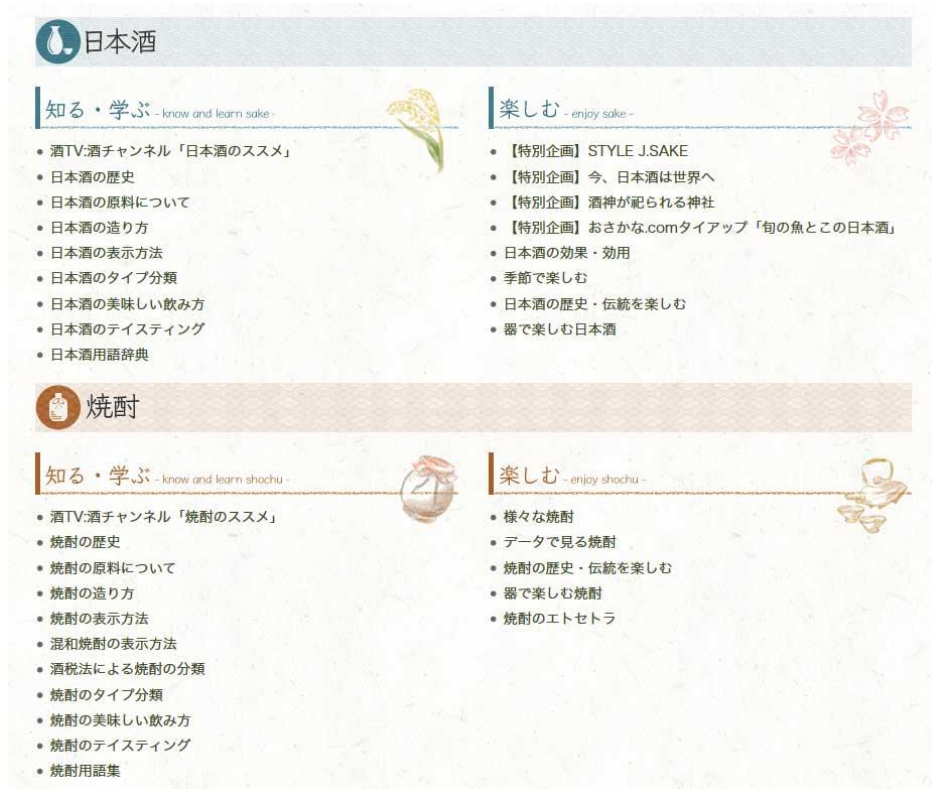 日本酒
知る・学ぶ - know and learn sake -
• 酒TV:酒チャンネル「日本酒のススメ」
• 日本酒の歴史
• 日本酒の原料について
• 日本酒の造り方
• 日本酒の表示方法
• 日本酒のタイプ分類
• 日本酒の美味しい飲み方
• 日本酒のテイスティング
• 日本酒用語辞典
楽しむ - enjoy sake -
• 【特別企画】STYLE J.SAKE
• 【特別企画】今、日本酒は世界へ
• 【特別企画】酒神が祀られる神社
• 【特別企画】おさかな.comタイアップ「旬の魚とこの日本酒」
• 日本酒の効果・効用
• 季節で楽しむ
• 日本酒の歴史・伝統を楽しむ
• 器で楽しむ日本酒
焼酎
知る・学ぶ - know and learn shochu -
• 酒TV:酒チャンネル「焼酎のススメ」
• 焼酎の歴史
• 焼酎の原料について
• 焼酎の造り方
• 焼酎の表示方法
• 混和焼酎の表示方法
• 酒税法による焼酎の分類
• 焼酎のタイプ分類
• 焼酎の美味しい飲み方
• 焼酎のテイスティング
• 焼酎用語集
楽しむ - enjoy shochu -
• 様々な焼酎
• データで見る焼酎
• 焼酎の歴史・伝統を楽しむ
• 器で楽しむ焼酎
• 焼酎のエトセトラ